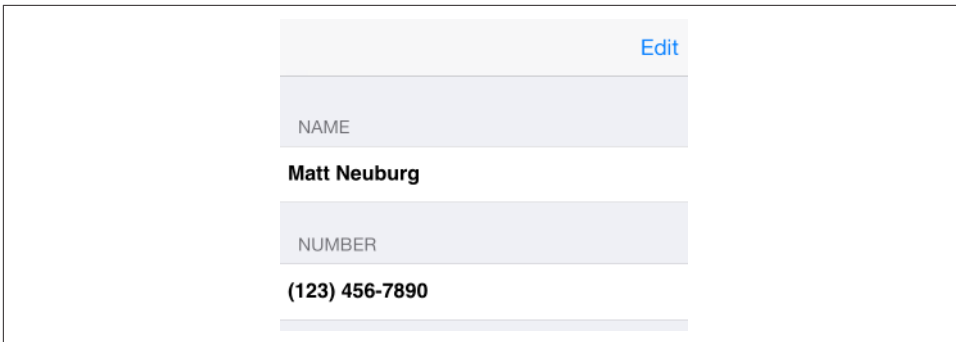 Edit
NAME
Matt Neuburg
NUMBER
(123) 456-7890